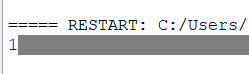 ===== RESTART: C:/Users/
1